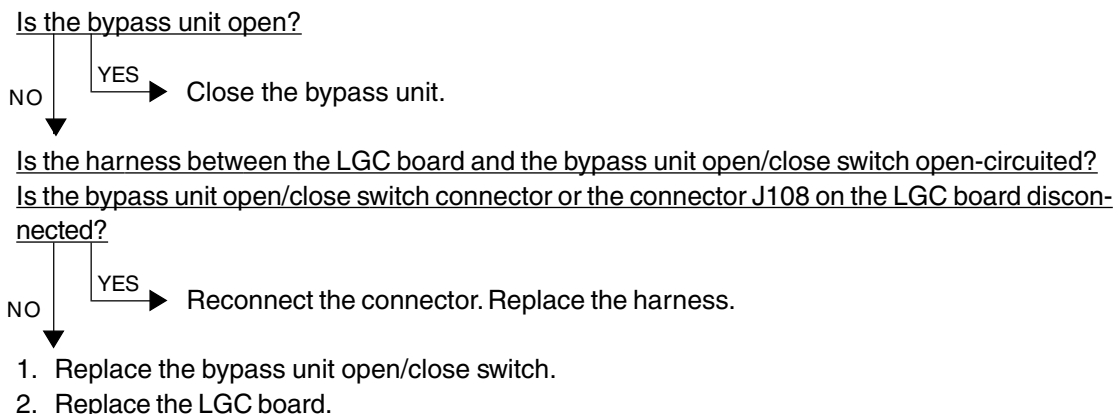 Is the bypass unit open?
YES
NO
Close the bypass unit.
Is the harness between the LGC board and the bypass unit open/close switch open-circuited?
Is the bypass unit open/close switch connector or the connector J108 on the LGC board discon-
nected?
YES
NO
Reconnect the connector. Replace the harness.
1. Replace the bypass unit open/close switch.
2. Replace the LGC board.